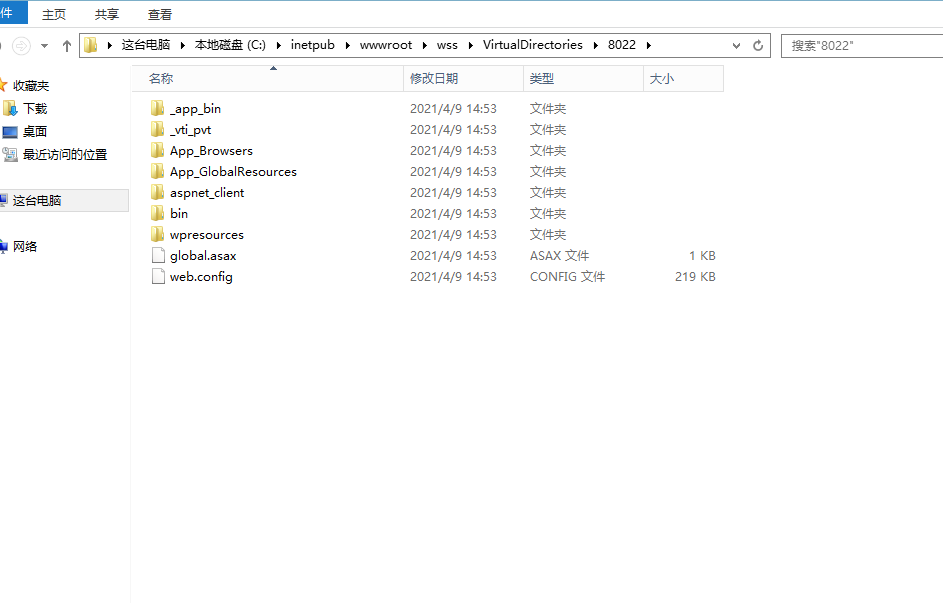 件 主页 共享 查看
这台电脑 本地磁盘 (C:) inetpub wwwroot wss VirtualDirectories 8022 搜索"8022"
收藏夹
下载
桌面
最近访问的位置
这台电脑
网络
名称 修改日期 类型 大小
_app_bin 2021/4/9 14:53 文件夹
_vti_pvt 2021/4/9 14:53 文件夹
App_Browsers 2021/4/9 14:53 文件夹
App_GlobalResources 2021/4/9 14:53 文件夹
aspnet_client 2021/4/9 14:53 文件夹
bin 2021/4/9 14:53 文件夹
wpresources 2021/4/9 14:53 文件夹
global.asax 2021/4/9 14:53 ASAX 文件 1 KB
web.config 2021/4/9 14:53 CONFIG 文件 219 KB